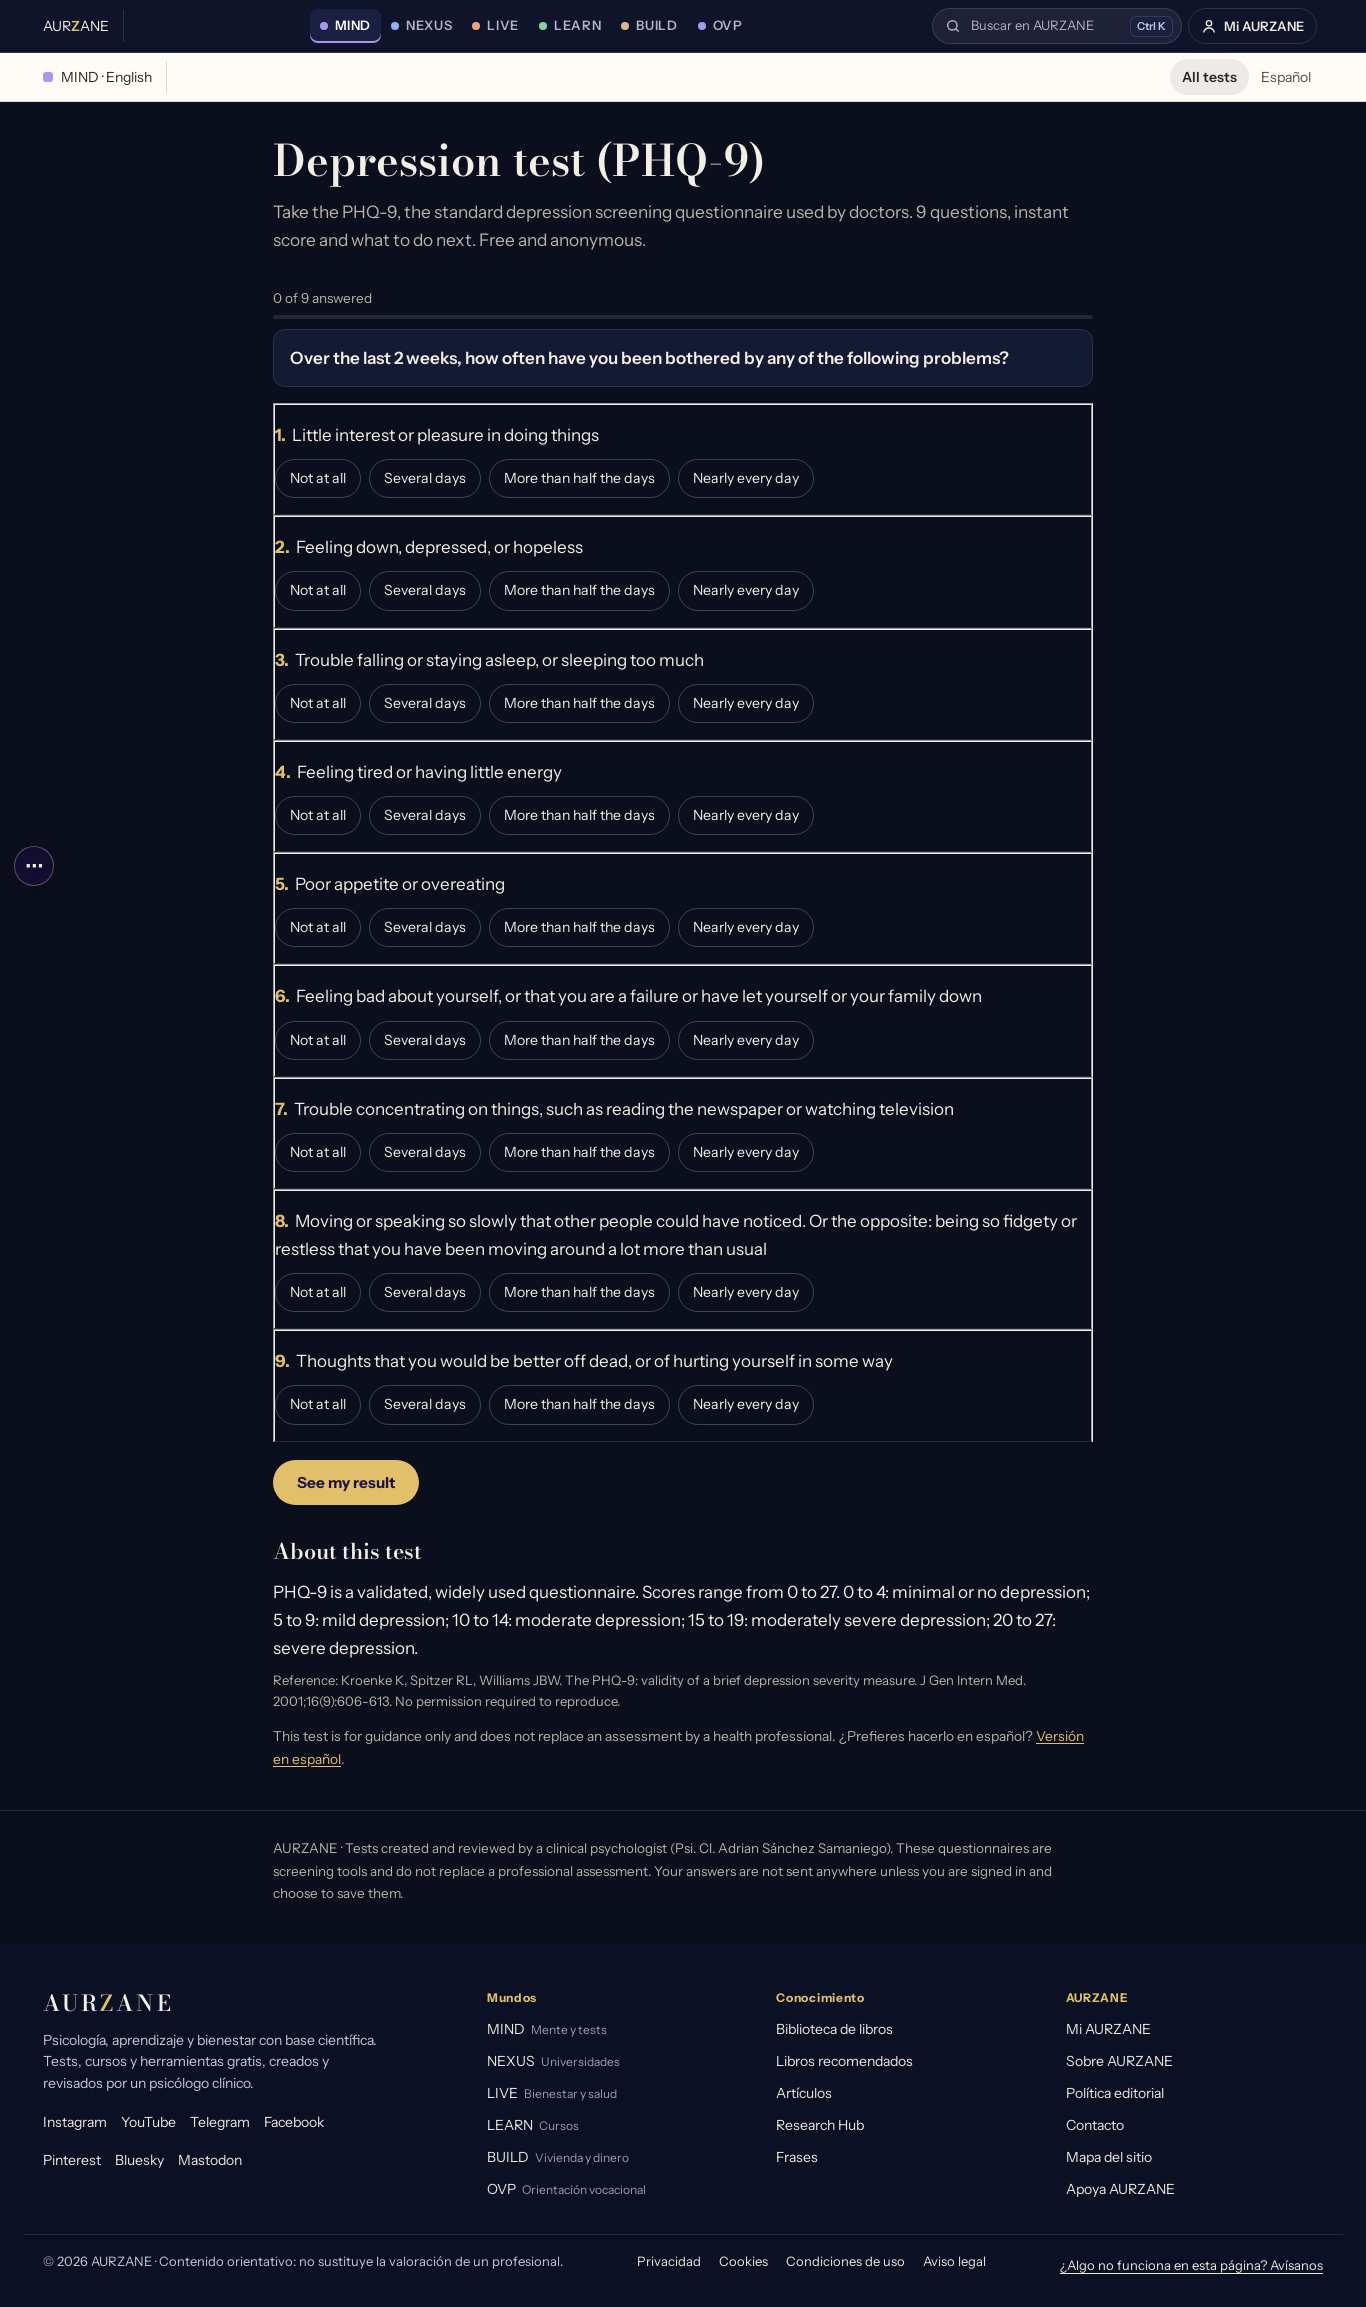 AURZANE
MIND NEXUS LIVE LEARN BUILD OVP
Buscar en AURZANE Ctrl K
Mi AURZANE
MIND · English
All tests Español
Depression test (PHQ-9)
Take the PHQ-9, the standard depression screening questionnaire used by doctors. 9 questions, instant
score and what to do next. Free and anonymous.
0 of 9 answered
Over the last 2 weeks, how often have you been bothered by any of the following problems?
1. Little interest or pleasure in doing things
Not at all Several days More than half the days Nearly every day
2. Feeling down, depressed, or hopeless
Not at all Several days More than half the days Nearly every day
3. Trouble falling or staying asleep, or sleeping too much
Not at all Several days More than half the days Nearly every day
4. Feeling tired or having little energy
Not at all Several days More than half the days Nearly every day
5. Poor appetite or overeating
Not at all Several days More than half the days Nearly every day
6. Feeling bad about yourself, or that you are a failure or have let yourself or your family down
Not at all Several days More than half the days Nearly every day
7. Trouble concentrating on things, such as reading the newspaper or watching television
Not at all Several days More than half the days Nearly every day
8. Moving or speaking so slowly that other people could have noticed. Or the opposite: being so fidgety or
restless that you have been moving around a lot more than usual
Not at all Several days More than half the days Nearly every day
9. Thoughts that you would be better off dead, or of hurting yourself in some way
Not at all Several days More than half the days Nearly every day
See my result
About this test
PHQ-9 is a validated, widely used questionnaire. Scores range from 0 to 27. 0 to 4: minimal or no depression;
5 to 9: mild depression; 10 to 14: moderate depression; 15 to 19: moderately severe depression; 20 to 27:
severe depression.
Reference: Kroenke K, Spitzer RL, Williams JBW. The PHQ-9: validity of a brief depression severity measure. J Gen Intern Med.
2001;16(9):606-613. No permission required to reproduce.
This test is for guidance only and does not replace an assessment by a health professional. ¿Prefieres hacerlo en español? Versión
en español.
AURZANE · Tests created and reviewed by a clinical psychologist (Psi. Cl. Adrian Sánchez Samaniego). These questionnaires are
screening tools and do not replace a professional assessment. Your answers are not sent anywhere unless you are signed in and
choose to save them.
AURZANE
Psicología, aprendizaje y bienestar con base científica.
Tests, cursos y herramientas gratis, creados y
revisados por un psicólogo clínico.
Instagram YouTube Telegram Facebook
Pinterest Bluesky Mastodon
Mundos
MIND Mente y tests
NEXUS Universidades
LIVE Bienestar y salud
LEARN Cursos
BUILD Vivienda y dinero
OVP Orientación vocacional
Conocimiento
Biblioteca de libros
Libros recomendados
Artículos
Research Hub
Frases
AURZANE
Mi AURZANE
Sobre AURZANE
Política editorial
Contacto
Mapa del sitio
Apoya AURZANE
© 2026 AURZANE · Contenido orientativo: no sustituye la valoración de un profesional.
Privacidad Cookies Condiciones de uso Aviso legal
¿Algo no funciona en esta página? Avísanos